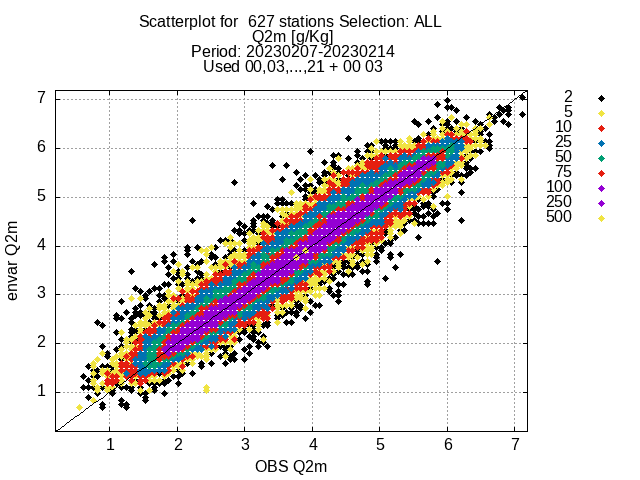 Scatterplot for  627 stations Selection: ALL
Q2m [g/Kg]
Period: 20230207-20230214
Used 00,03,...,21 + 00 03
2
5
10
25
50
75
100
250
500
7
6
5
4
3
2
1
envar Q2m
1 2 3 4 5 6 7
OBS Q2m